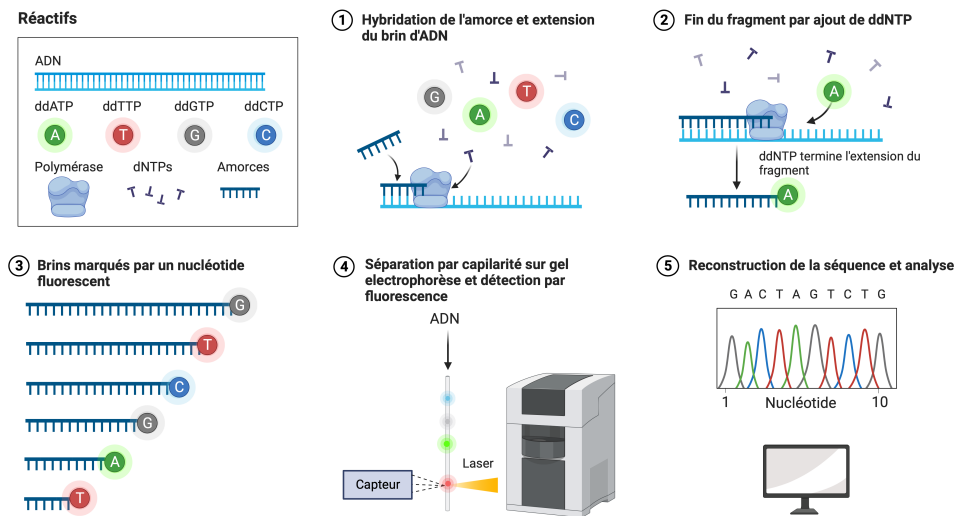 Réactifs
ADN
ddATP ddTTP ddGTP ddCTP
A T G C
Polymérase dNTPs Amorces
1 Hybridation de l'amorce et extension
du brin d'ADN
G A T C
2 Fin du fragment par ajout de ddNTP
A
ddNTP termine l'extension du
fragment
A
3 Brins marqués par un nucléotide
fluorescent
G
T
C
G
A
T
4 Séparation par capilarité sur gel
electrophorèse et détection par
fluorescence
ADN
Laser
Capteur
5 Reconstruction de la séquence et analyse
G A C T A G T C T G
1 Nucléotide 10